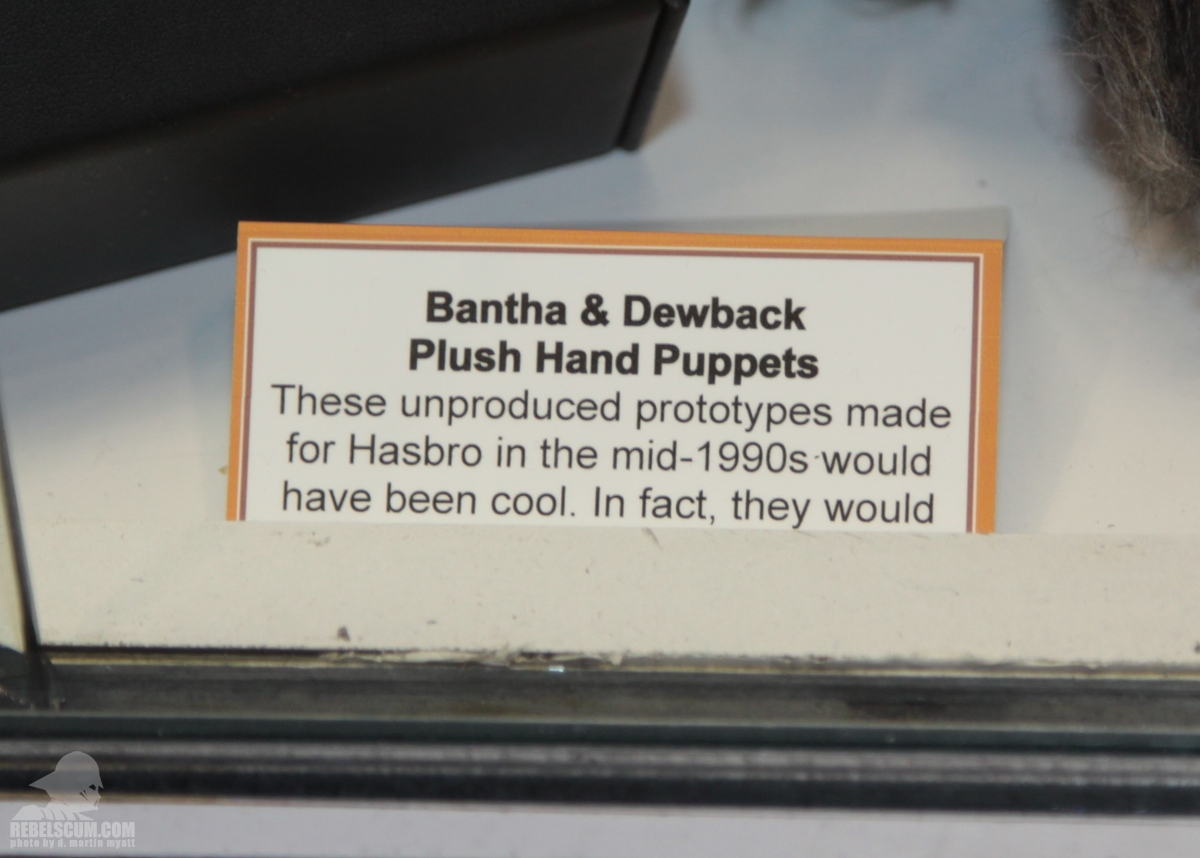 Bantha & Dewback
Plush Hand Puppets
These unproduced prototypes made
for Hasbro in the mid-1990s would
have been cool. In fact, they would
REBELSCUM.COM
photo by d. martin myatt